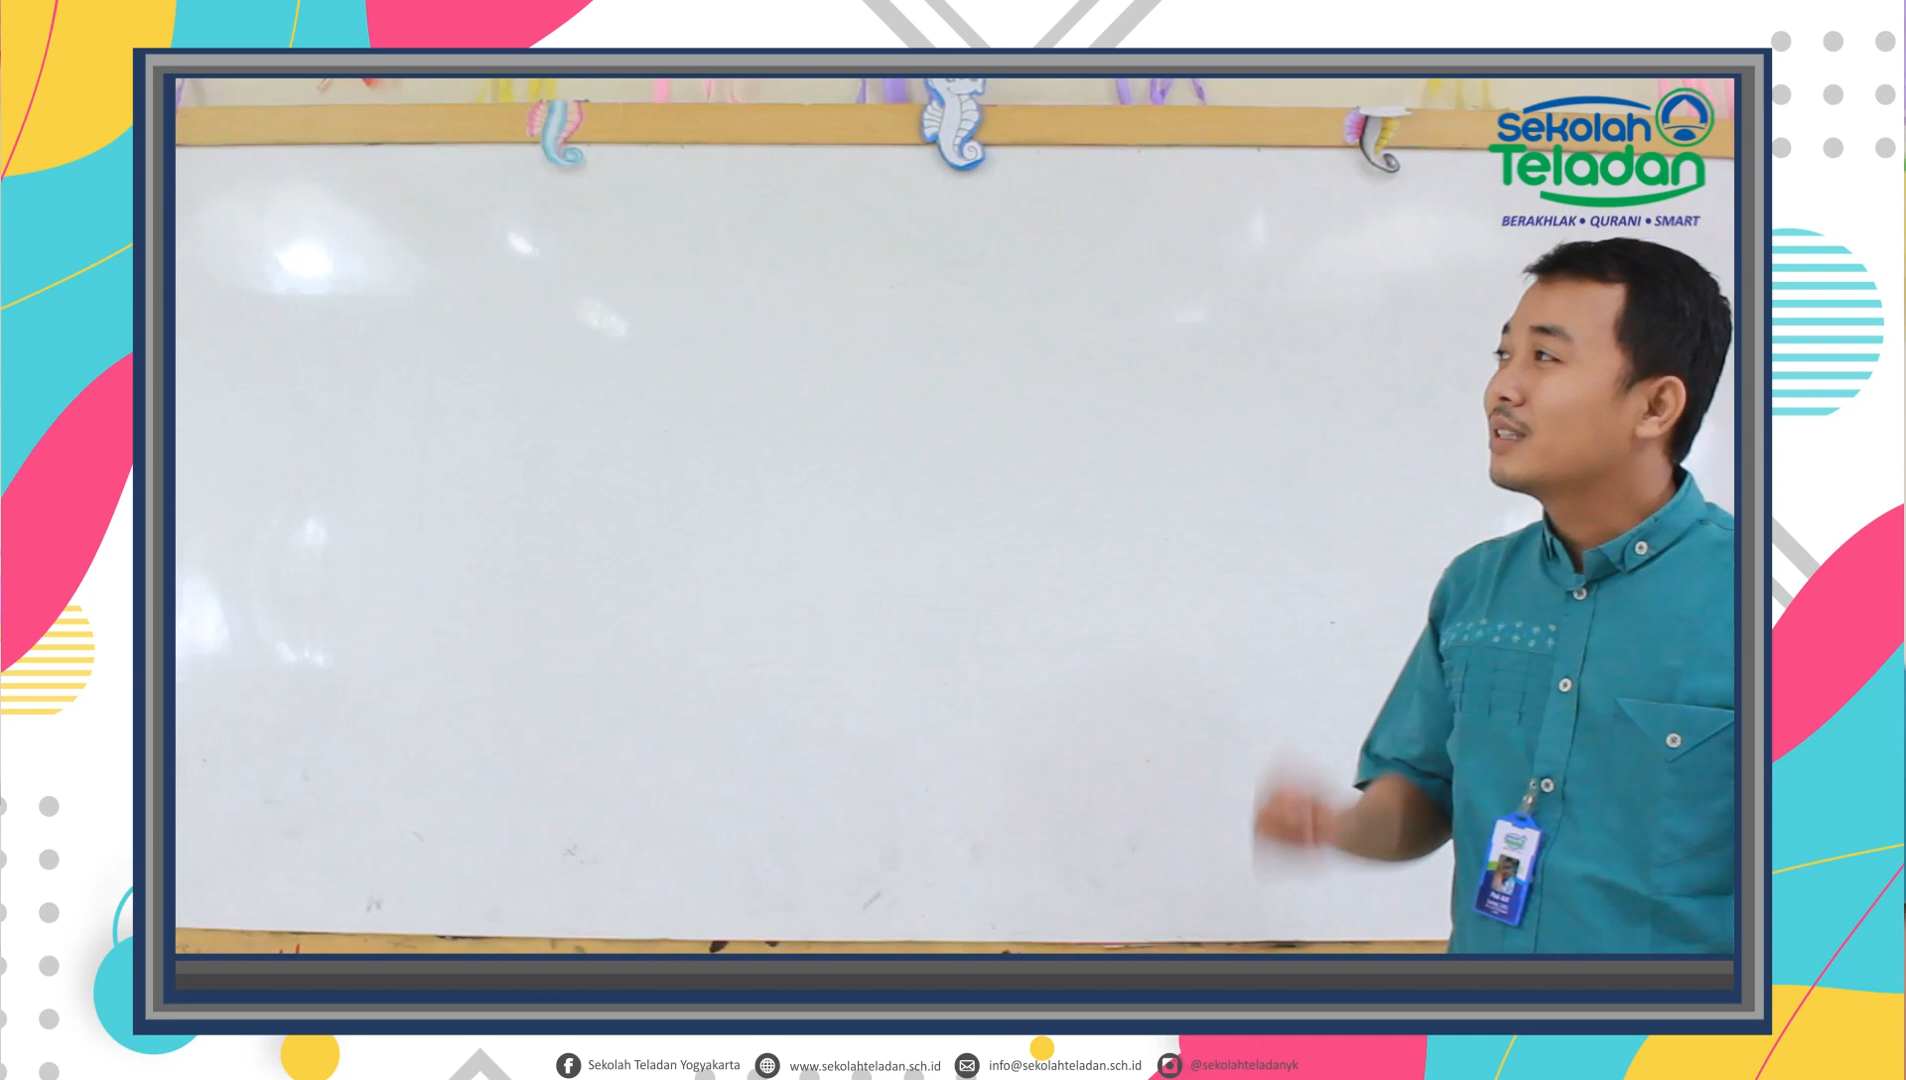 Sekolah
Teladan
BERAKHLAK • QURANI • SMART
Sekolah Teladan Yogyakarta
www.sekolahteladan.sch.id
info@sekolahteladan.sch.id
@sekolahteladanyk